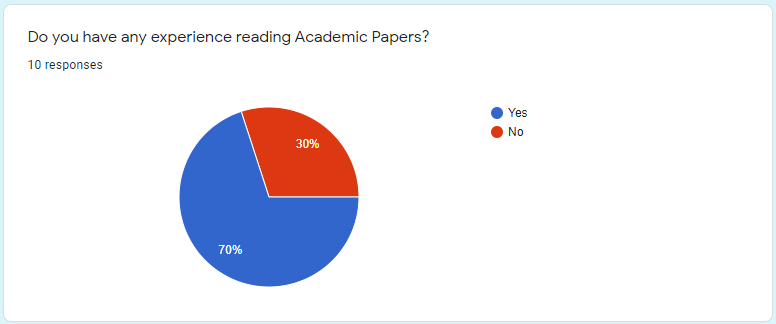 Do you have any experience reading Academic Papers?
10 responses
Yes
No
30%
70%